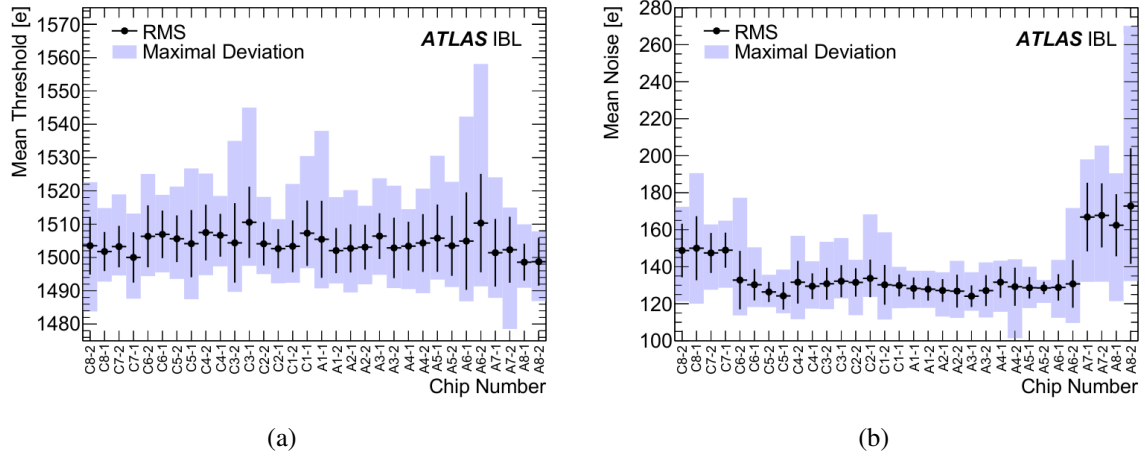 Mean Threshold [e]
1570
1560
1550
1540
1530
1520
1510
1500
1490
1480
RMS
Maximal Deviation
ATLAS IBL
C8-2 C8-1 C7-2 C7-1 C6-2 C6-1 C5-2 C5-1 C4-2 C4-1 C3-2 C3-1 C2-2 C2-1 C1-2 C1-1 A1-1 A1-2 A2-1 A2-2 A3-1 A3-2 A4-1 A4-2 A5-1 A5-2 A6-1 A6-2 A7-1 A7-2 A8-1 A8-2
Chip Number
(a)
Mean Noise [e]
280
260
240
220
200
180
160
140
120
100
RMS
Maximal Deviation
ATLAS IBL
C8-2 C8-1 C7-2 C7-1 C6-2 C6-1 C5-2 C5-1 C4-2 C4-1 C3-2 C3-1 C2-2 C2-1 C1-2 C1-1 A1-1 A1-2 A2-1 A2-2 A3-1 A3-2 A4-1 A4-2 A5-1 A5-2 A6-1 A6-2 A7-1 A7-2 A8-1 A8-2
Chip Number
(b)